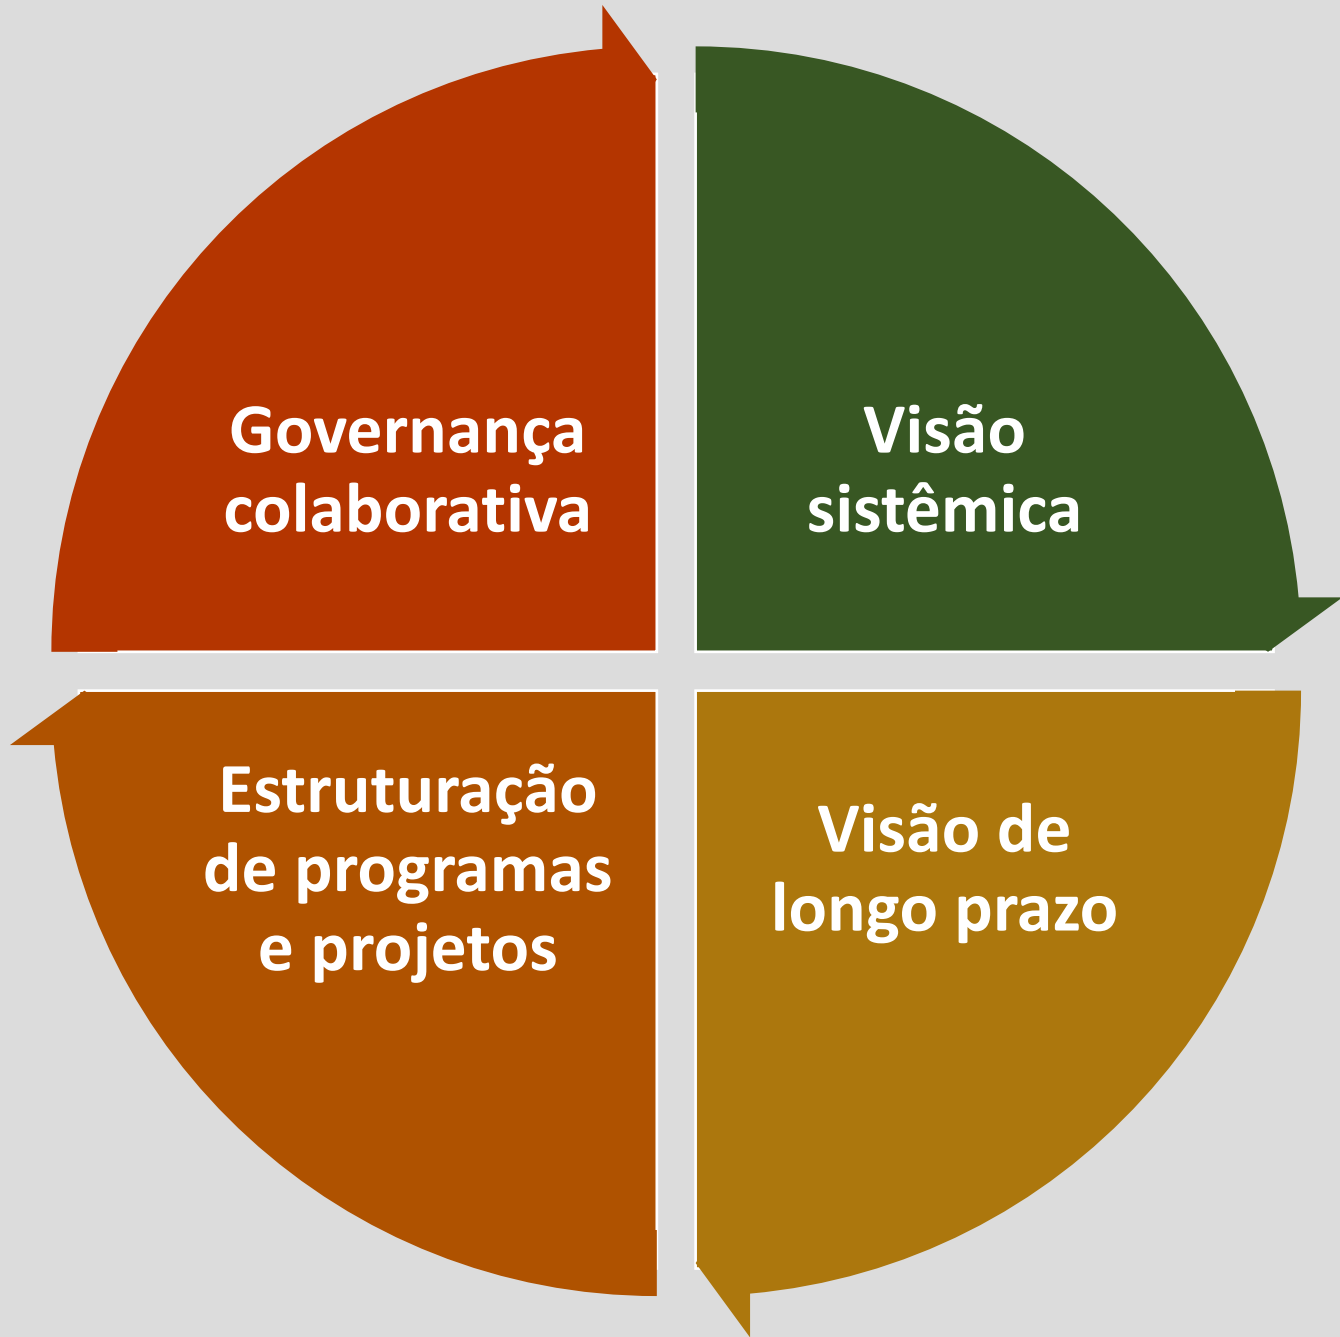 Governança
colaborativa
Visão
sistêmica
Estruturação
de programas
e projetos
Visão de
longo prazo